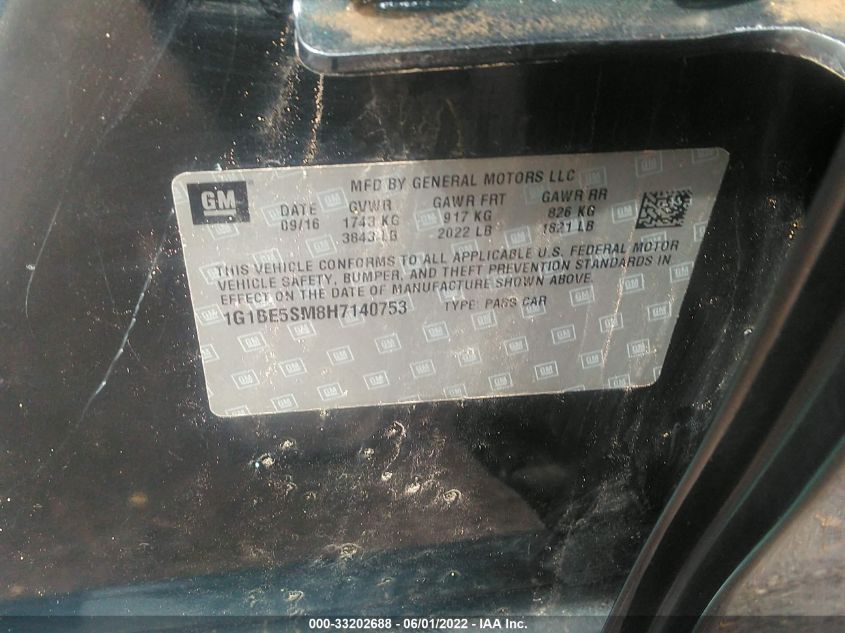 GM
MFD BY GENERAL MOTORS LLC
DATE GVWR GAWR FRT GAWR RR
09/16 1743 KG 917 KG 826 KG
3843 LB 2022 LB 1821 LB
THIS VEHICLE CONFORMS TO ALL APPLICABLE U.S. FEDERAL MOTOR
VEHICLE SAFETY, BUMPER, AND THEFT PREVENTION STANDARDS IN
EFFECT ON THE DATE OF MANUFACTURE SHOWN ABOVE.
1G1BE5SM8H7140753 TYPE: PASS CAR
000-33202688 - 06/01/2022 - IAA Inc.